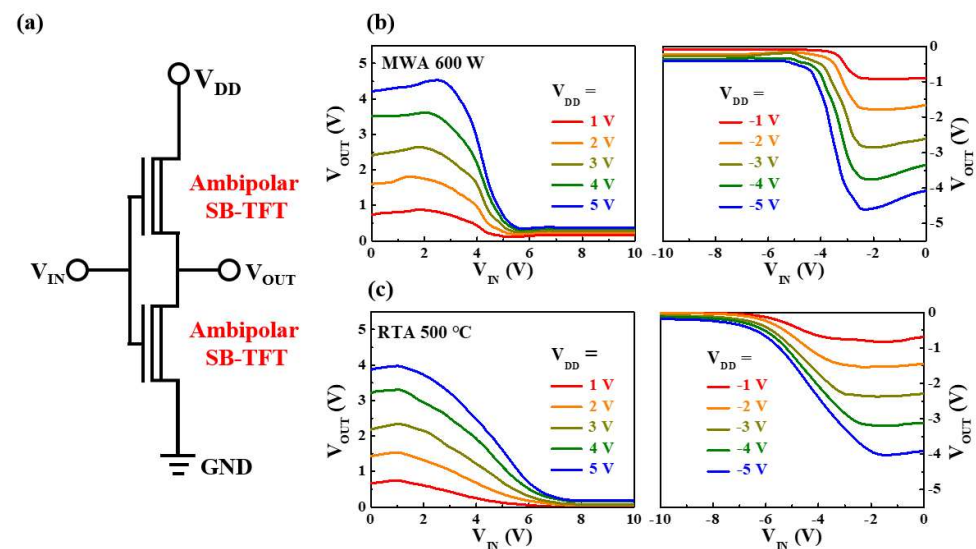 (a)
V_DD
Ambipolar
SB-TFT
V_IN
V_OUT
Ambipolar
SB-TFT
GND
(b)
MWA 600 W
V_DD =
1 V
2 V
3 V
4 V
5 V
5
4
3
2
1
0
V_OUT (V)
0 2 4 6 8 10
V_IN (V)
V_DD =
-1 V
-2 V
-3 V
-4 V
-5 V
0
-1
-2
-3
-4
-5
V_OUT (V)
-10 -8 -6 -4 -2 0
V_IN (V)
(c)
RTA 500 °C
V_DD =
1 V
2 V
3 V
4 V
5 V
5
4
3
2
1
0
V_OUT (V)
0 2 4 6 8 10
V_IN (V)
V_DD =
-1 V
-2 V
-3 V
-4 V
-5 V
0
-1
-2
-3
-4
-5
V_OUT (V)
-10 -8 -6 -4 -2 0
V_IN (V)